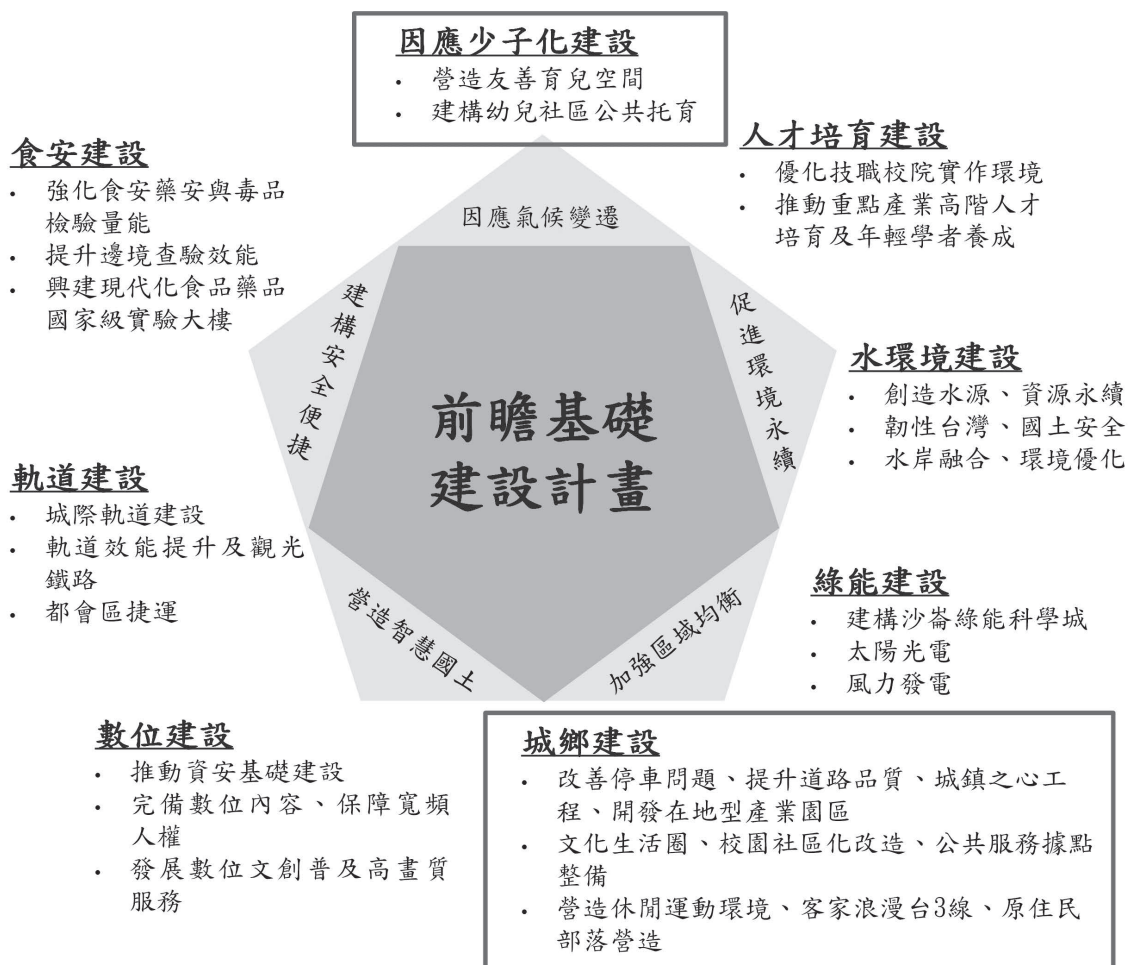 因應少子化建設
• 營造友善育兒空間
• 建構幼兒社區公共托育
食安建設
• 強化食安藥安與毒品
檢驗量能
• 提升邊境查驗效能
• 興建現代化食品藥品
國家級實驗大樓
人才培育建設
• 優化技職校院實作環境
• 推動重點產業高階人才
培育及年輕學者養成
因應氣候變遷
建構安全便捷
促進環境永續
前瞻基礎
建設計畫
水環境建設
• 創造水源、資源永續
• 韌性台灣、國土安全
• 水岸融合、環境優化
軌道建設
• 城際軌道建設
• 軌道效能提升及觀光
鐵路
• 都會區捷運
營造智慧國土
加強區域均衡
綠能建設
• 建構沙崙綠能科學城
• 太陽光電
• 風力發電
數位建設
• 推動資安基礎建設
• 完備數位內容、保障寬頻
人權
• 發展數位文創普及高畫質
服務
城鄉建設
• 改善停車問題、提升道路品質、城鎮之心工
程、開發在地型產業園區
• 文化生活圈、校園社區化改造、公共服務據點
整備
• 營造休閒運動環境、客家浪漫台3線、原住民
部落營造